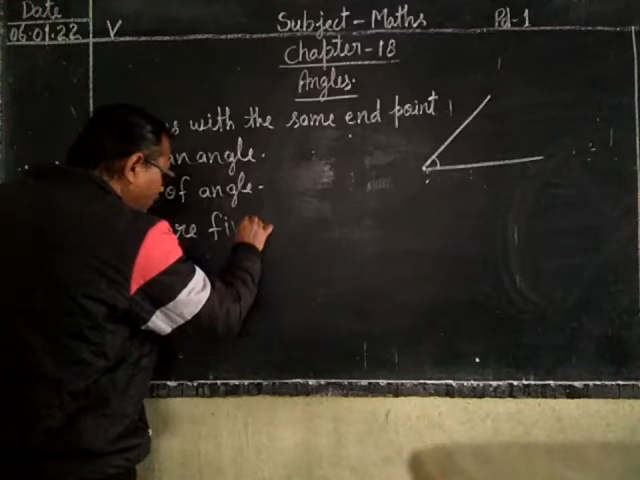 Date
06.01.22
V
Subject - Maths
Pd-1
Chapter-18
Angles.
s with the same end point
an angle.
of angle.
re fiv